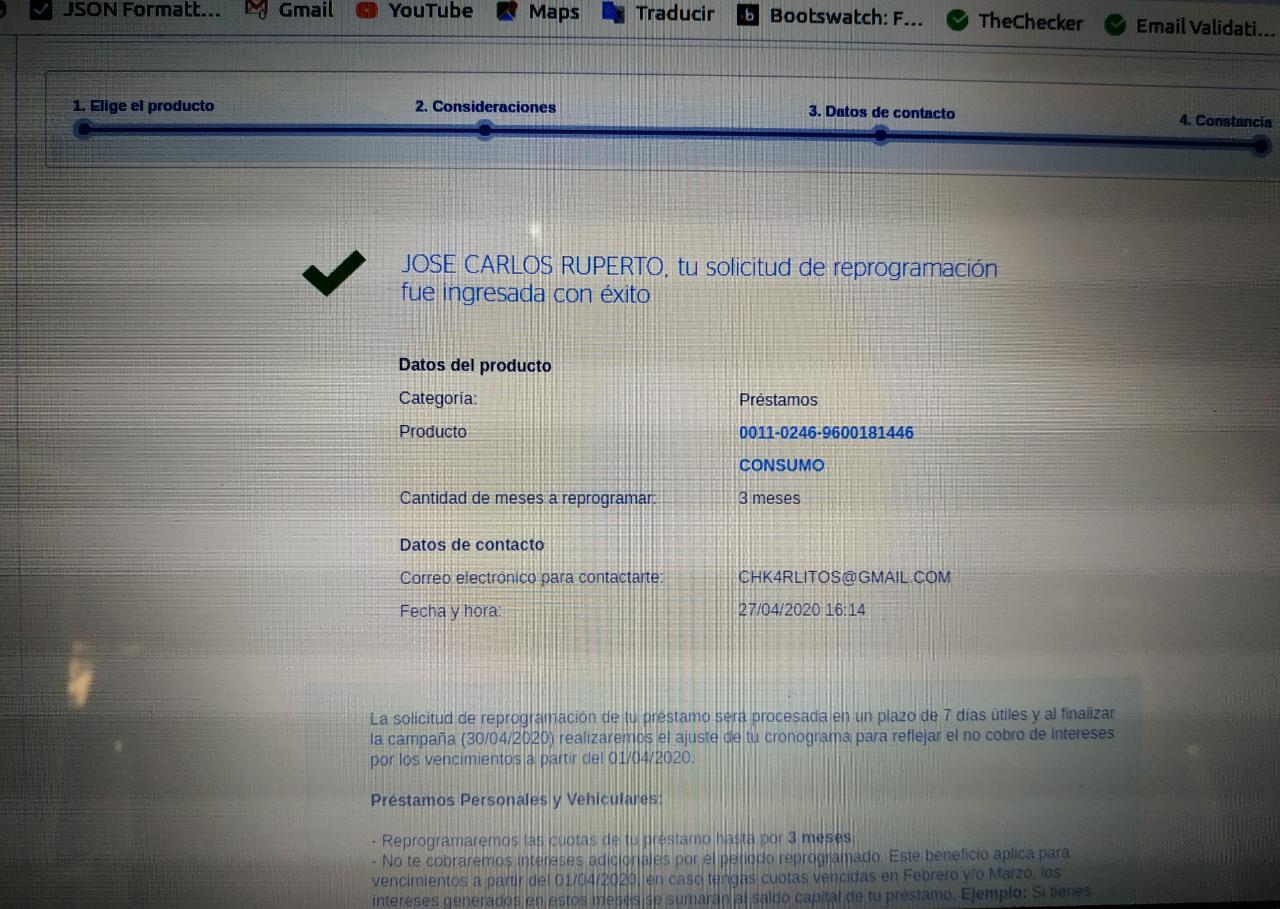 JSON Formatt... Gmail YouTube Maps Traducir Bootswatch: F... TheChecker Email Validati...
1. Elige el producto 2. Consideraciones 3. Datos de contacto 4. Constancia
JOSE CARLOS RUPERTO, tu solicitud de reprogramación
fue ingresada con éxito
Datos del producto
Categoría: Préstamos
Producto 0011-0246-9600181446
CONSUMO
Cantidad de meses a reprogramar: 3 meses
Datos de contacto
Correo electrónico para contactarte: CHK4RLITOS@GMAIL.COM
Fecha y hora: 27/04/2020 16:14
La solicitud de reprogramación de tu préstamo será procesada en un plazo de 7 días útiles y al finalizar
la campaña (30/04/2020) realizaremos el ajuste de tu cronograma para reflejar el no cobro de intereses
por los vencimientos a partir del 01/04/2020.
Préstamos Personales y Vehiculares:
- Reprogramaremos las cuotas de tu préstamo hasta por 3 meses.
- No te cobraremos intereses adicionales por el periodo reprogramado. Este beneficio aplica para
vencimientos a partir del 01/04/2020, en caso tengas cuotas vencidas en Febrero y/o Marzo, los
intereses generados en estos meses se sumarán al saldo capital de tu préstamo. Ejemplo: Si tienes